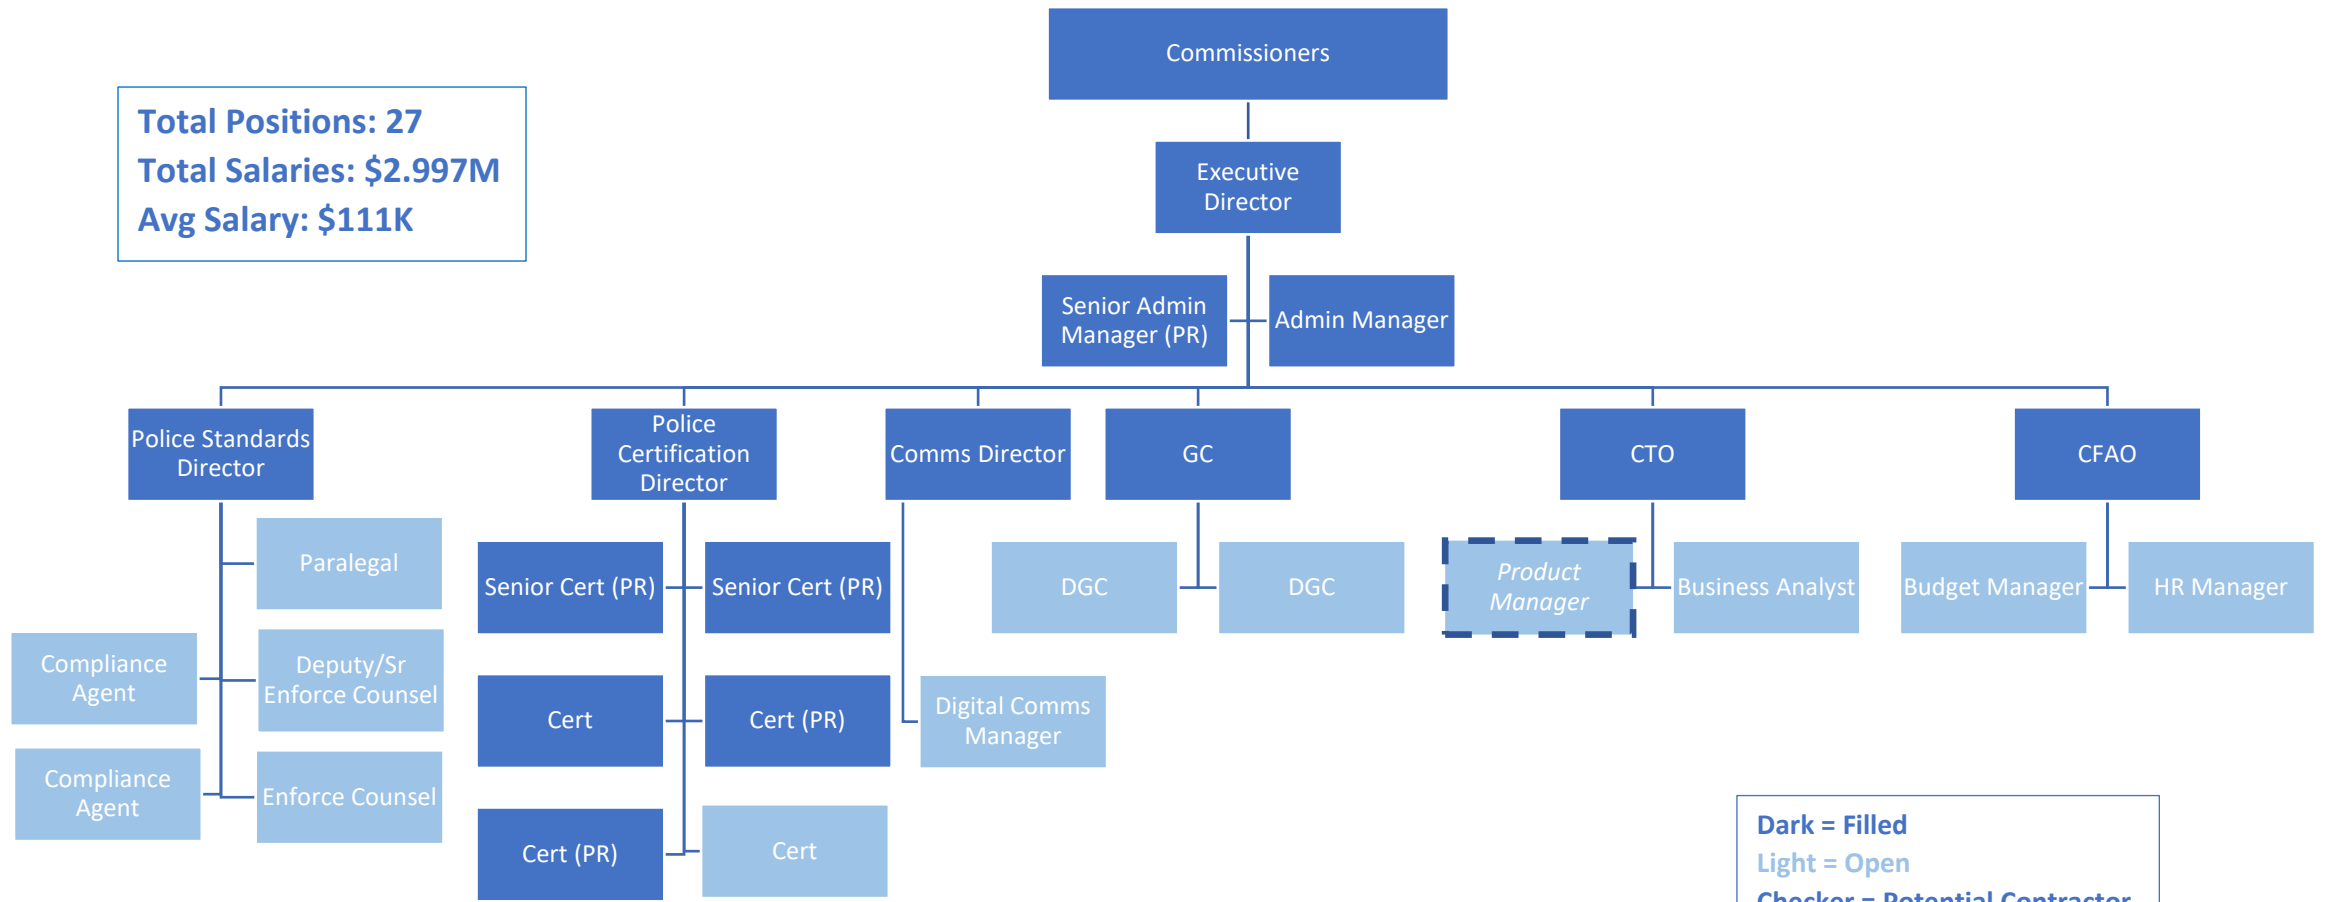 Commissioners
Total Positions: 27
Total Salaries: $2.997M
Avg Salary: $111K
Executive
Director
Senior Admin
Manager (PR)
Admin Manager
Police Standards
Director
Police
Certification
Director
Comms Director
GC
CTO
CFAO
Paralegal
Compliance
Agent
Deputy/Sr
Enforce Counsel
Compliance
Agent
Enforce Counsel
Senior Cert (PR)
Senior Cert (PR)
Cert
Cert (PR)
Cert (PR)
Cert
Digital Comms
Manager
DGC
DGC
Product
Manager
Business Analyst
Budget Manager
HR Manager
Dark = Filled
Light = Open
Checker = Potential Contractor